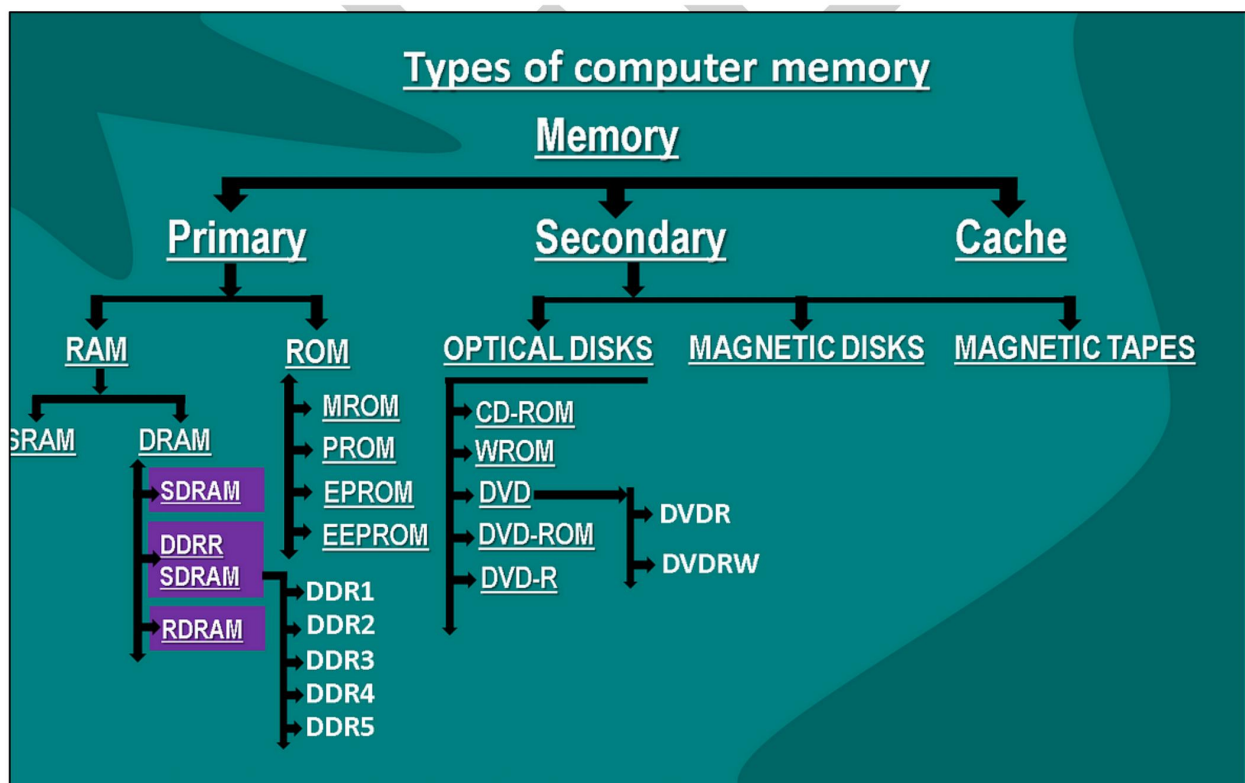 Types of computer memory
Memory
Primary Secondary Cache
RAM ROM OPTICAL DISKS MAGNETIC DISKS MAGNETIC TAPES
SRAM DRAM
SDRAM
DDRR
SDRAM
RDRAM
DDR1
DDR2
DDR3
DDR4
DDR5
MROM
PROM
EPROM
EEPROM
CD-ROM
WROM
DVD
DVD-ROM
DVD-R
DVDR
DVDRW